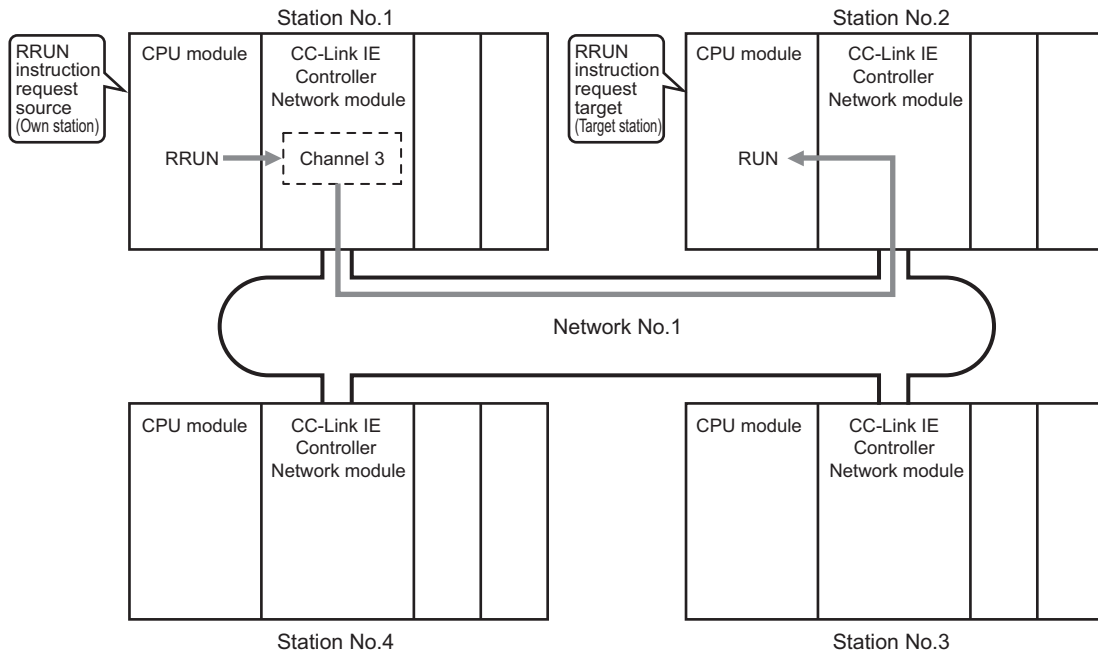 Station No.1
Station No.2
RRUN
instruction
request
source
(Own station)
CPU module
CC-Link IE
Controller
Network module
RRUN
Channel 3
RRUN
instruction
request
target
(Target station)
CPU module
CC-Link IE
Controller
Network module
RUN
Network No.1
CPU module
CC-Link IE
Controller
Network module
CPU module
CC-Link IE
Controller
Network module
Station No.4
Station No.3